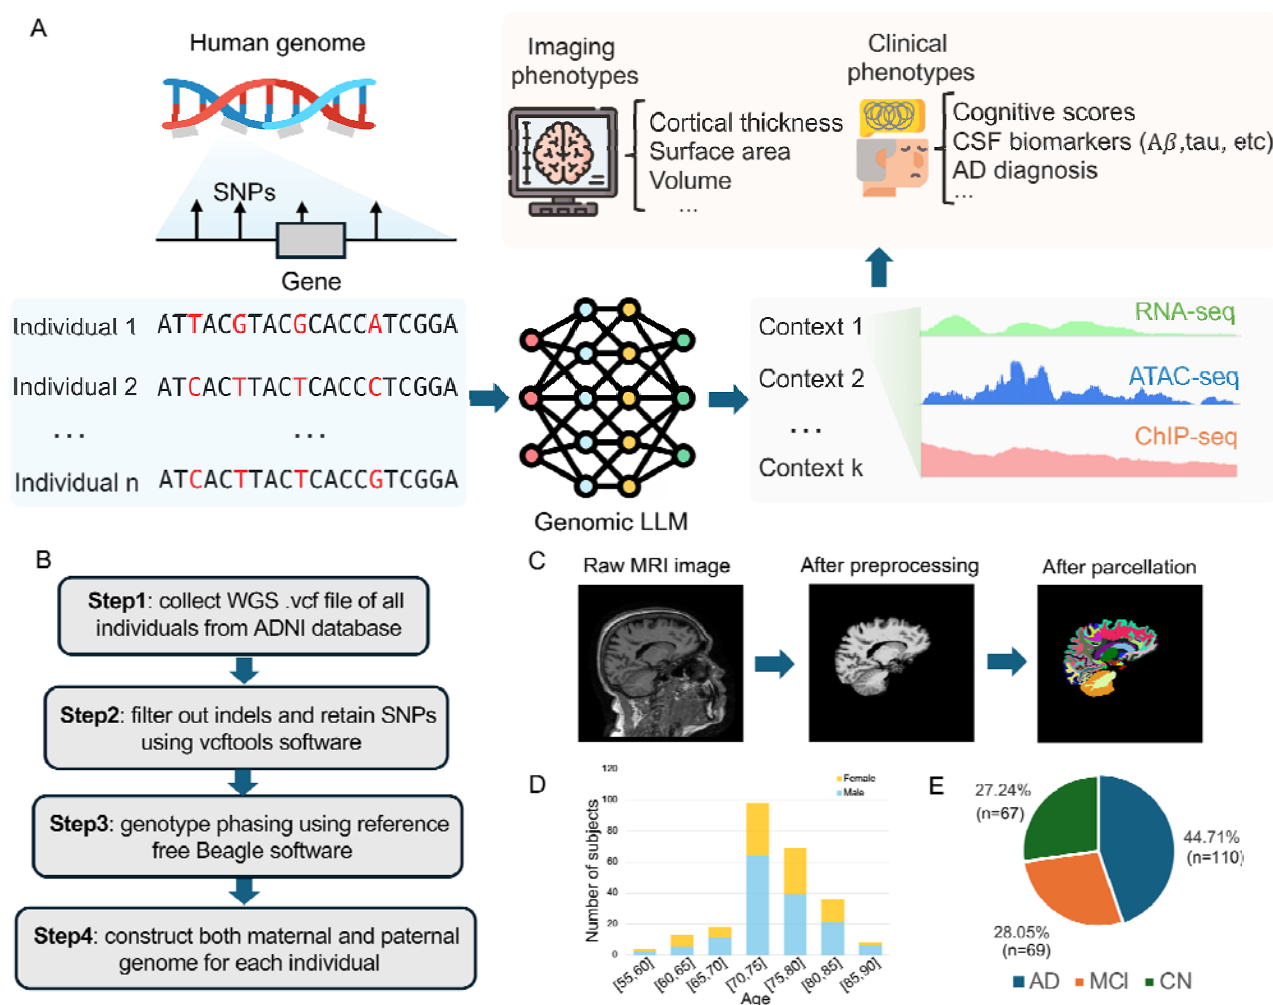 A
Human genome
SNPs
Gene
Imaging
phenotypes
Cortical thickness
Surface area
Volume
...
Clinical
phenotypes
Cognitive scores
CSF biomarkers (Aβ,tau, etc)
AD diagnosis
...
Individual 1 ATTACGTACGCACCATCGGA
Individual 2 ATCACTTACTCACCCTCGGA
... ...
Individual n ATCACTTACTCACCGTCGGA
Genomic LLM
Context 1
Context 2
...
Context k
RNA-seq
ATAC-seq
ChIP-seq
B
Step1: collect WGS .vcf file of all
individuals from ADNI database
Step2: filter out indels and retain SNPs
using vcftools software
Step3: genotype phasing using reference
free Beagle software
Step4: construct both maternal and paternal
genome for each individual
C
Raw MRI image
After preprocessing
After parcellation
D
Number of subjects
120
100
80
60
40
20
0
Female
Male
[55,60] [60,65] [65,70] [70,75] [75,80] [80,85] [85,90]
Age
E
27.24%
(n=67)
44.71%
(n=110)
28.05%
(n=69)
AD MCI CN